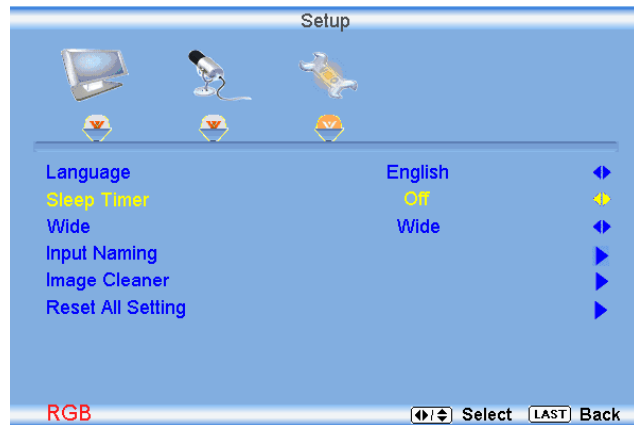 Setup
Language English
Sleep Timer Off
Wide Wide
Input Naming
Image Cleaner
Reset All Setting
RGB Select LAST Back